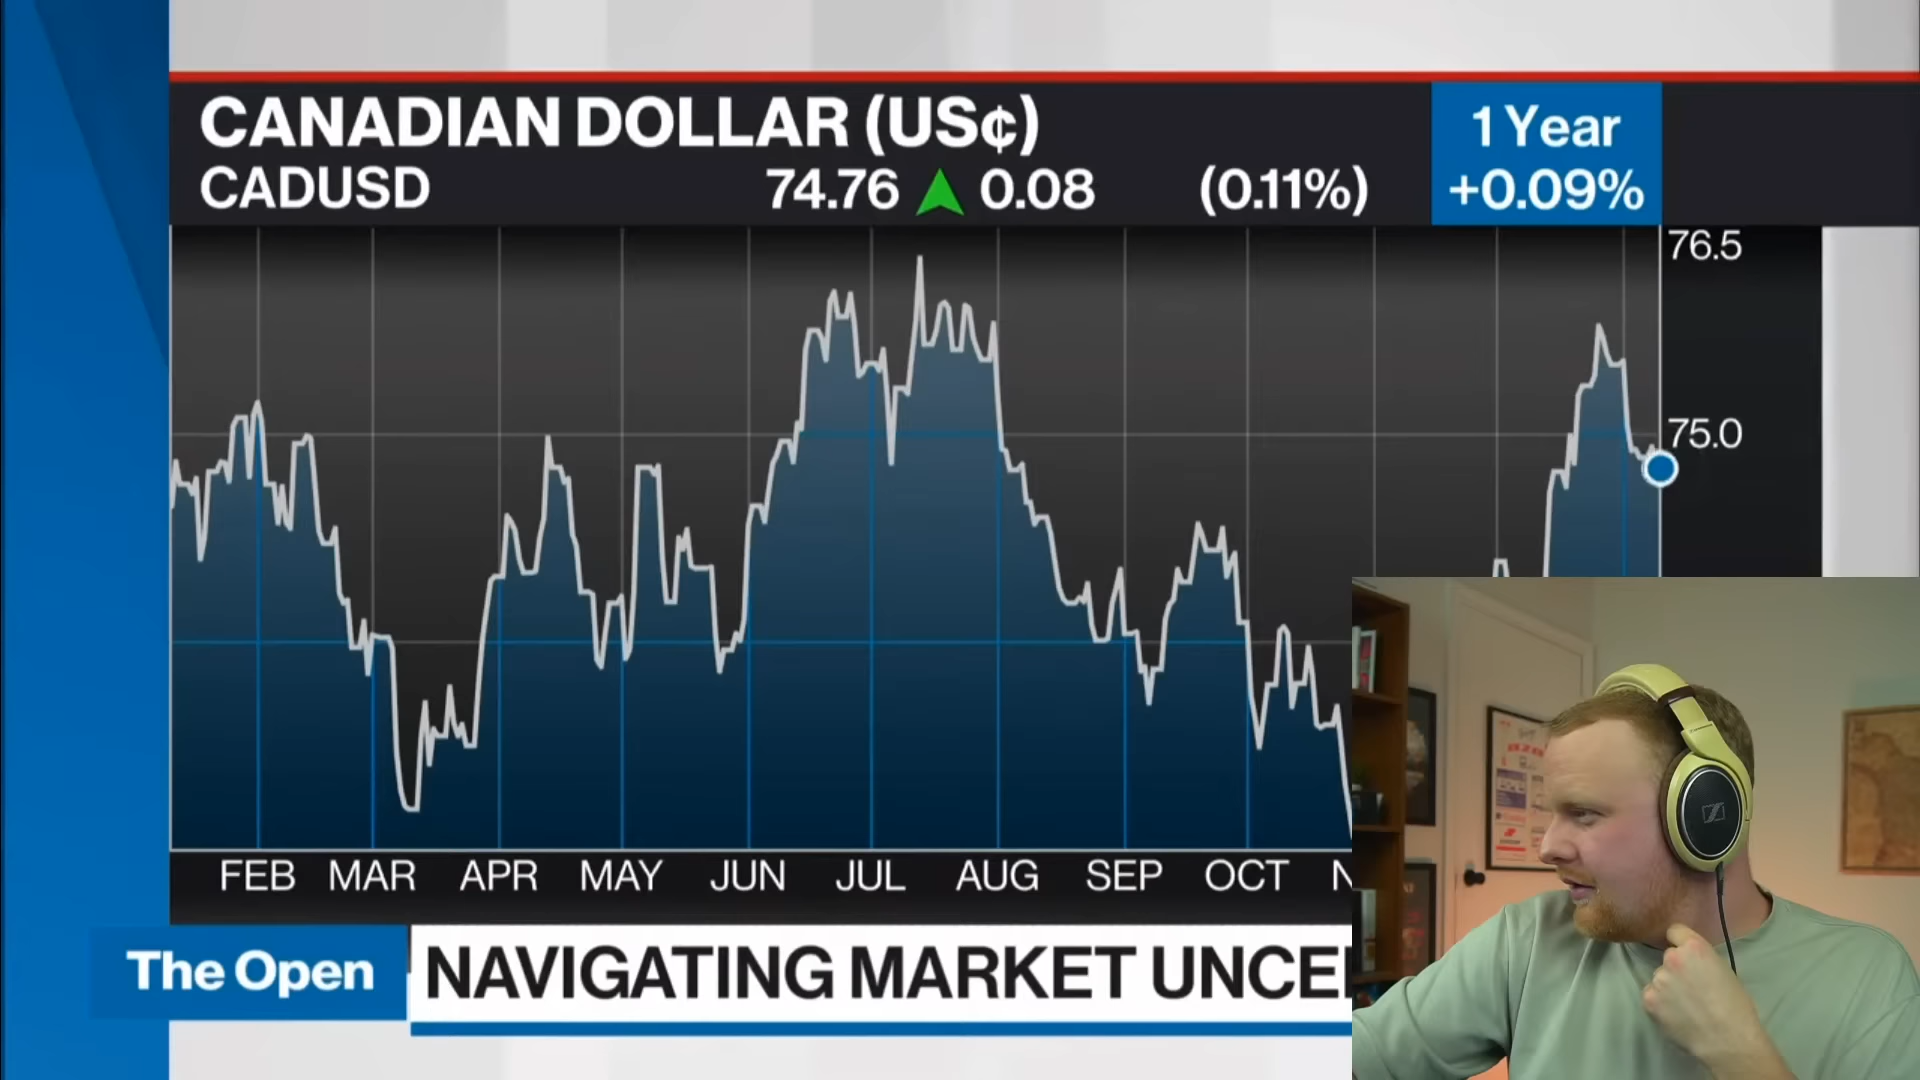 CANADIAN DOLLAR (US¢)
1 Year
CADUSD 74.76 ▲ 0.08 (0.11%)
+0.09%
76.5
75.0
FEB MAR APR MAY JUN JUL AUG SEP OCT N
The Open
NAVIGATING MARKET UNCE